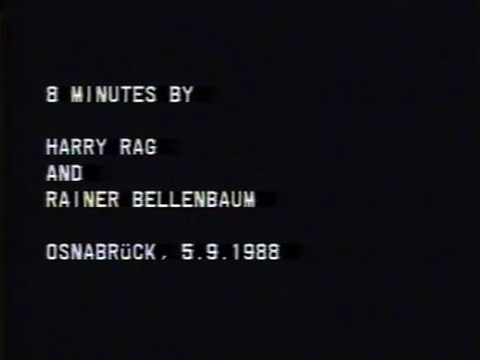 8 MINUTES BY
HARRY RAG
AND
RAINER BELLENBAUM
OSNABRüCK, 5.9.1988